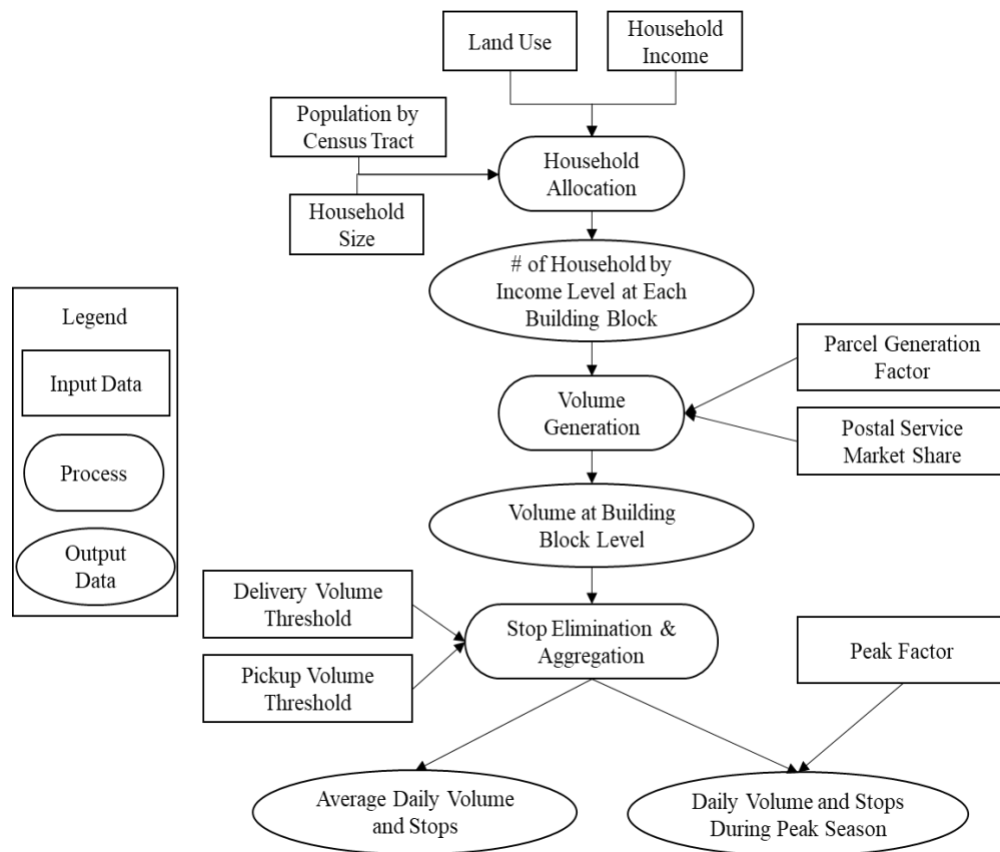 Land Use
Household
Income
Population by
Census Tract
Household
Allocation
Household
Size
# of Household by
Income Level at Each
Building Block
Legend
Input Data
Process
Output
Data
Parcel Generation
Factor
Volume
Generation
Postal Service
Market Share
Volume at Building
Block Level
Delivery Volume
Threshold
Stop Elimination &
Aggregation
Pickup Volume
Threshold
Peak Factor
Average Daily Volume
and Stops
Daily Volume and Stops
During Peak Season